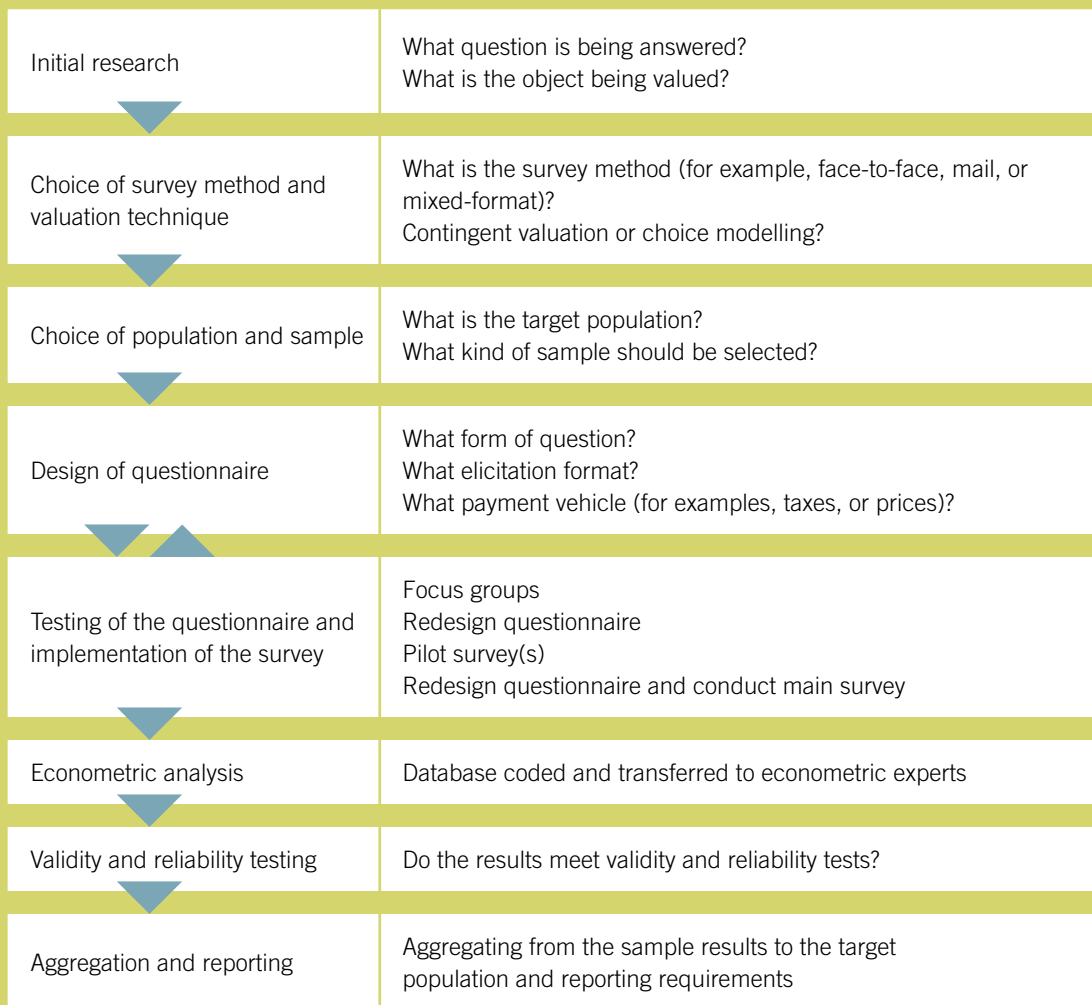 Initial research
What question is being answered?
What is the object being valued?
Choice of survey method and
valuation technique
What is the survey method (for example, face-to-face, mail, or
mixed-format)?
Contingent valuation or choice modelling?
Choice of population and sample
What is the target population?
What kind of sample should be selected?
Design of questionnaire
What form of question?
What elicitation format?
What payment vehicle (for examples, taxes, or prices)?
Testing of the questionnaire and
implementation of the survey
Focus groups
Redesign questionnaire
Pilot survey(s)
Redesign questionnaire and conduct main survey
Econometric analysis
Database coded and transferred to econometric experts
Validity and reliability testing
Do the results meet validity and reliability tests?
Aggregation and reporting
Aggregating from the sample results to the target
population and reporting requirements